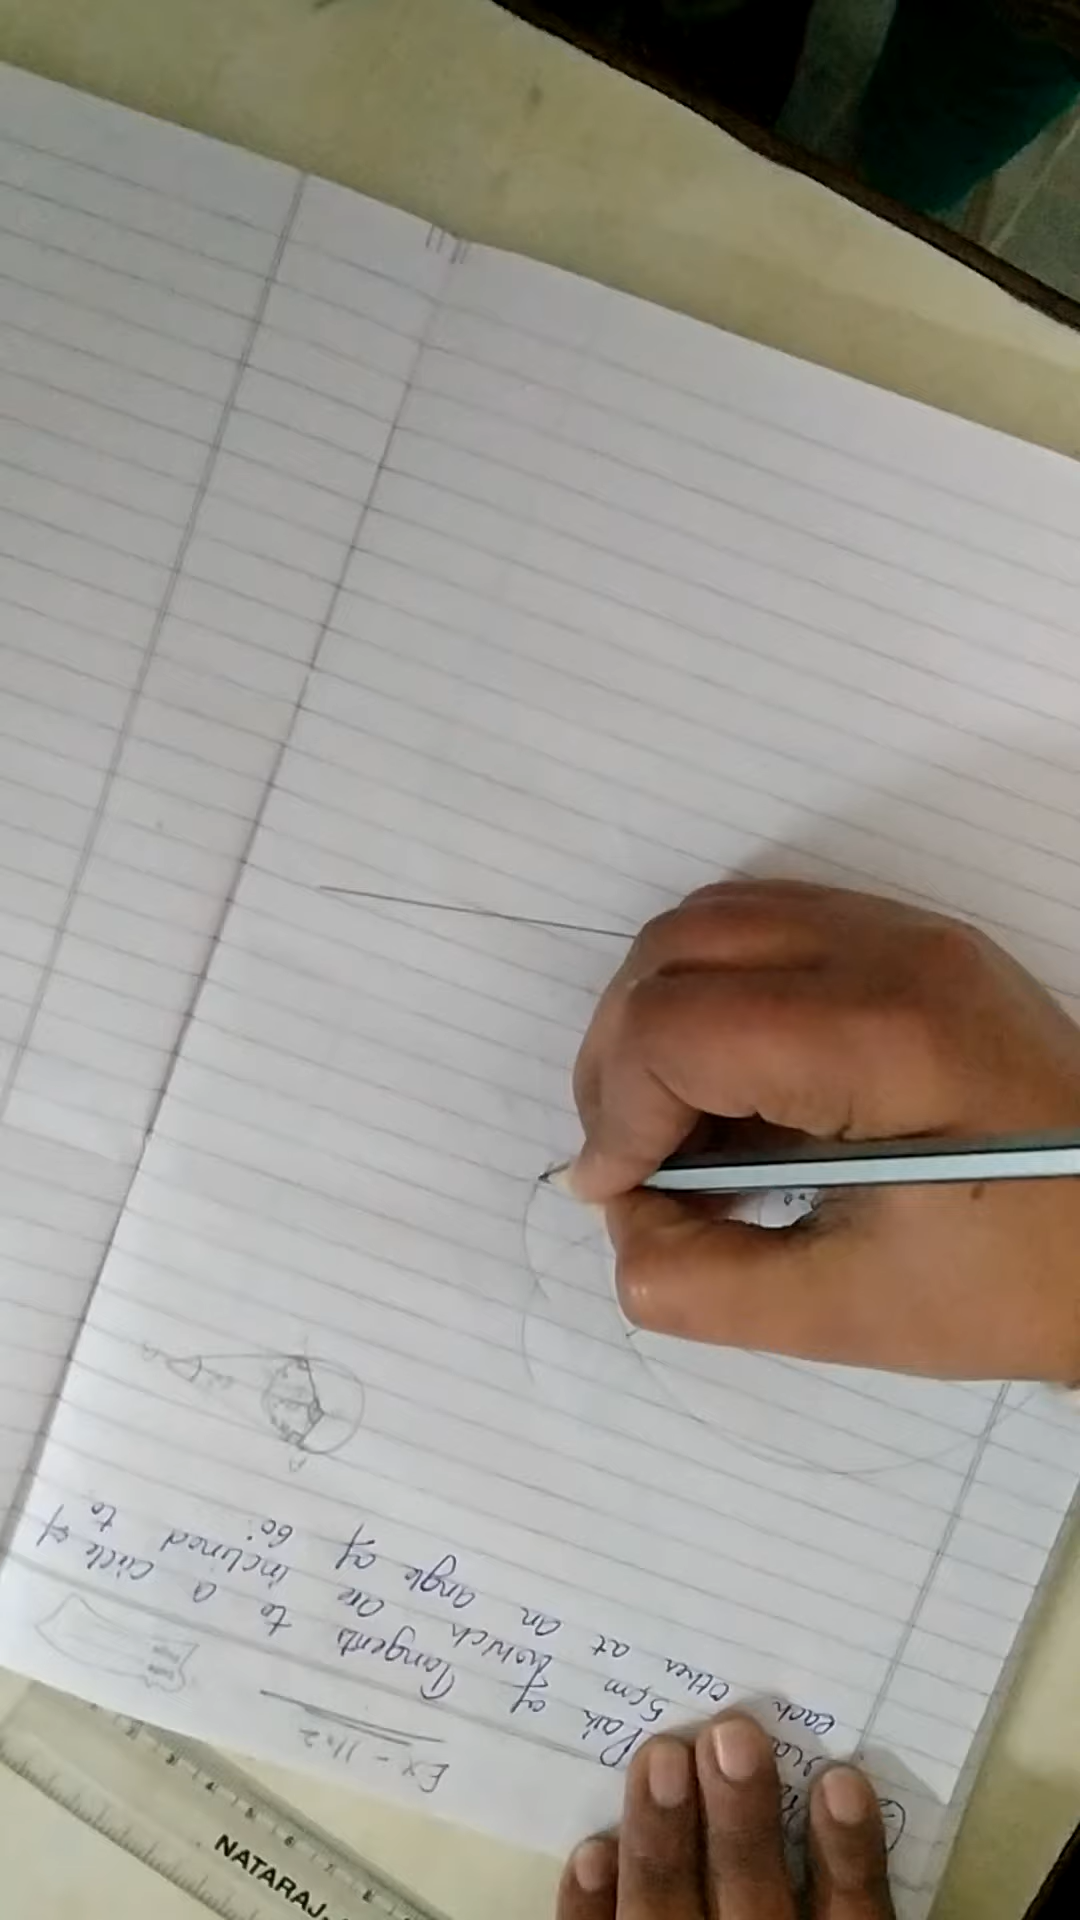 Ex - 11.2
②
Pair of Tangents to a circle of
5cm which are inclined to
each other at an angle of 60°.
NATARAJ